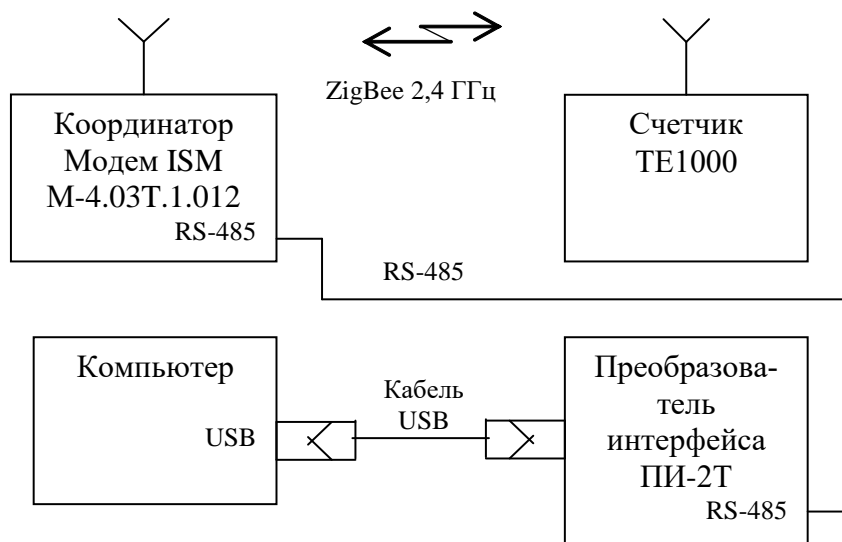 ZigBee 2,4 ГГц
Координатор
Модем ISM
М-4.03Т.1.012
RS-485
Счетчик
ТЕ1000
RS-485
Компьютер
USB
Кабель
USB
Преобразова-
тель
интерфейса
ПИ-2Т
RS-485